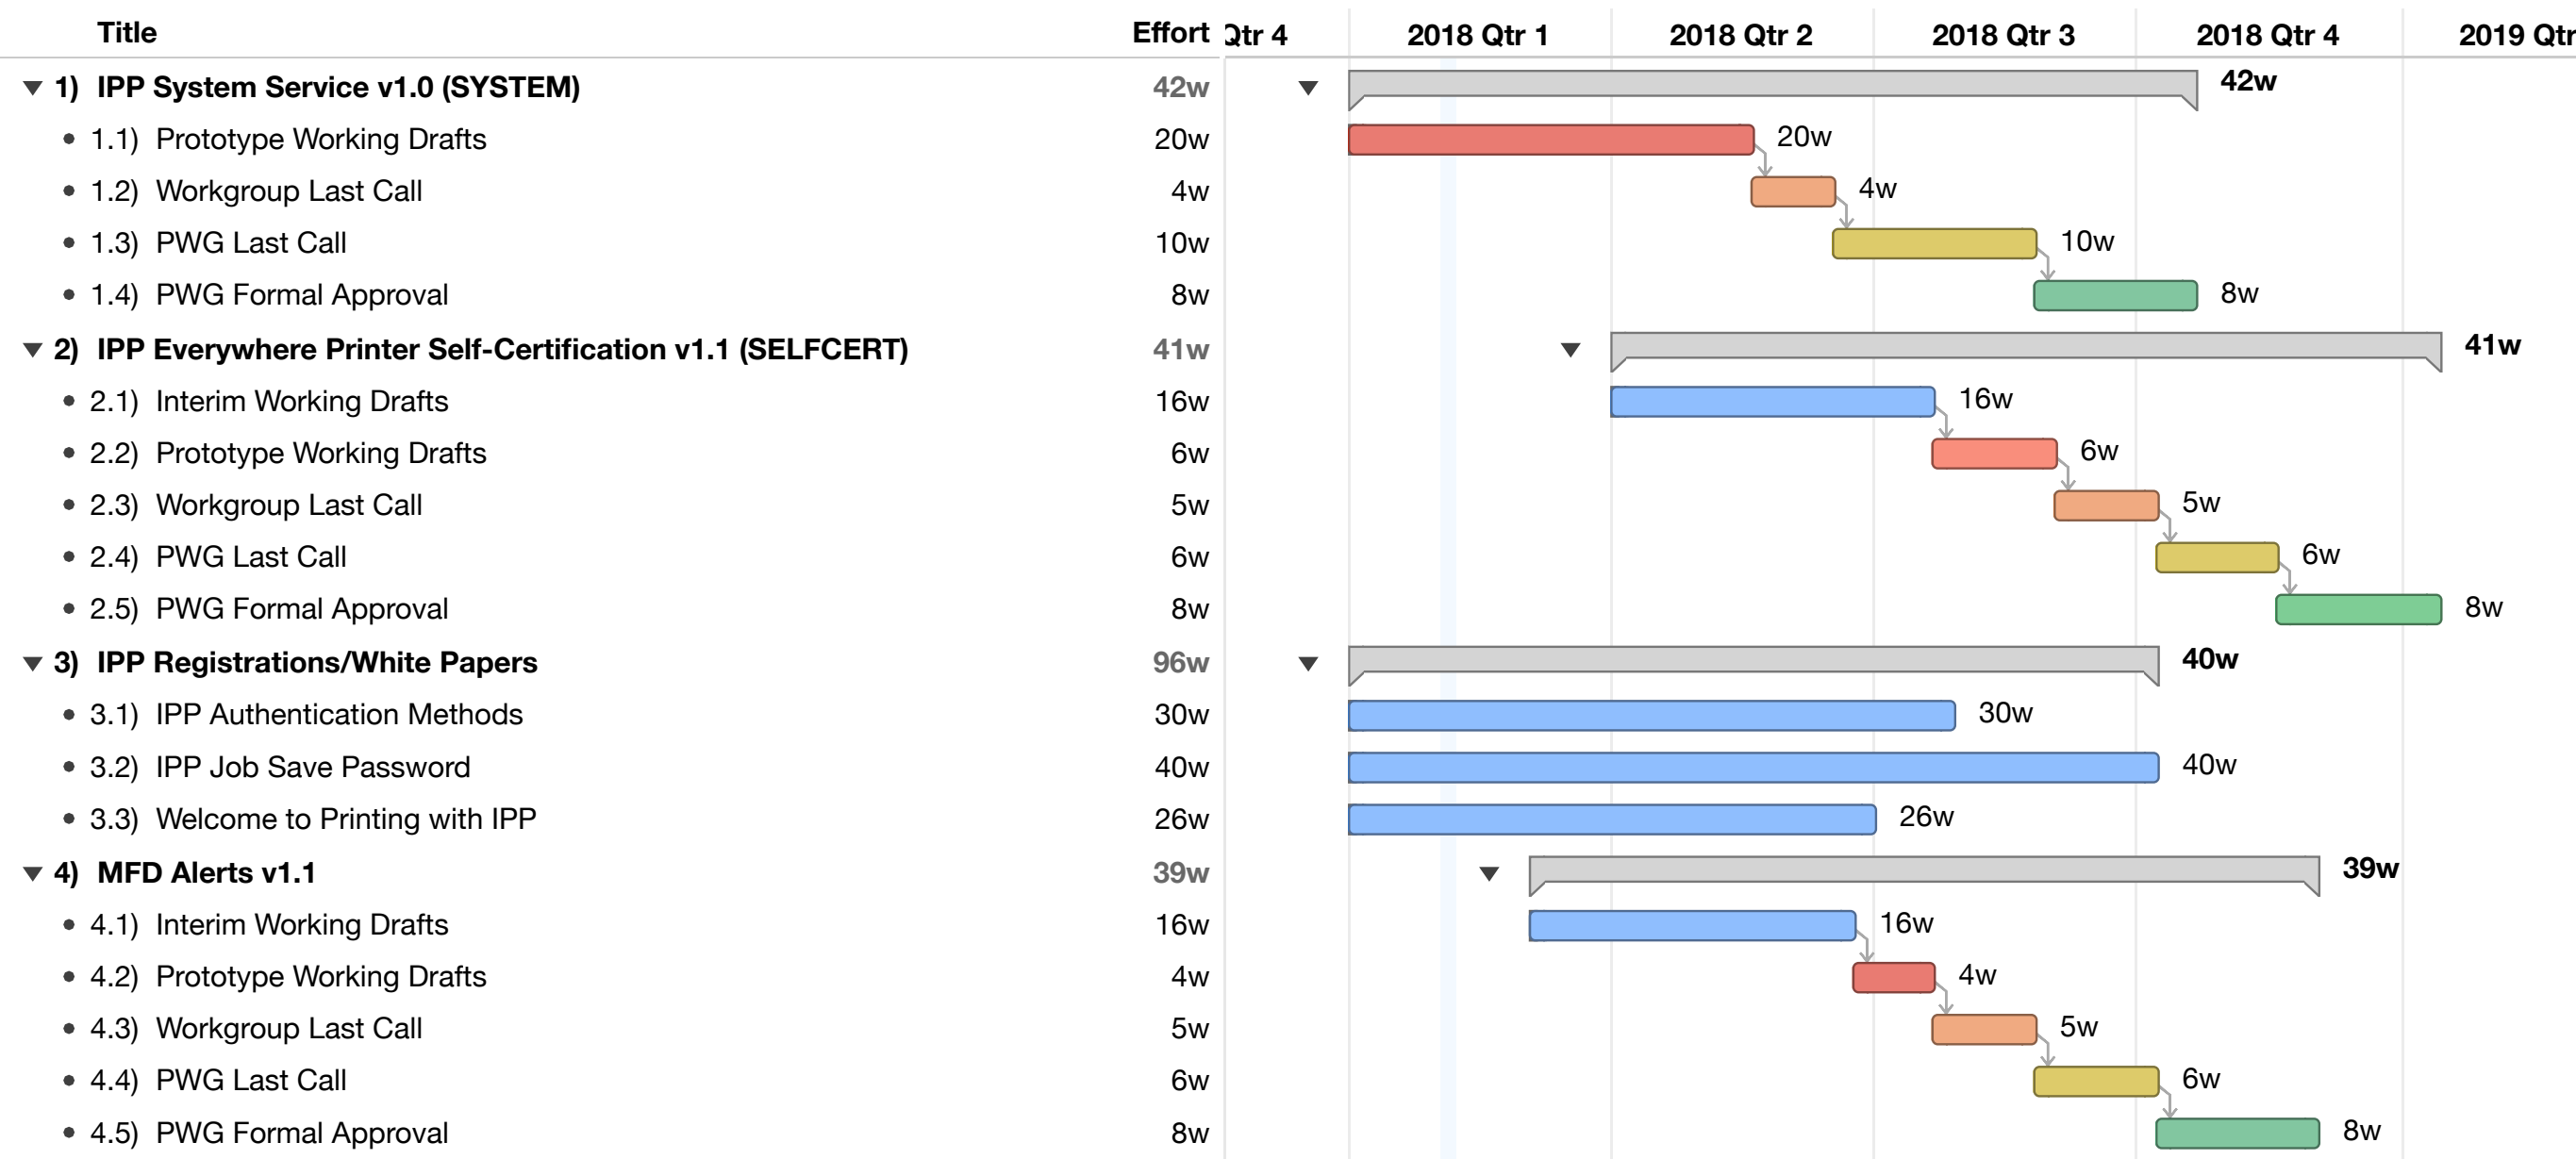 Title Effort Qtr 4 2018 Qtr 1 2018 Qtr 2 2018 Qtr 3 2018 Qtr 4 2019 Qtr
1) IPP System Service v1.0 (SYSTEM) 42w 42w
1.1) Prototype Working Drafts 20w 20w
1.2) Workgroup Last Call 4w 4w
1.3) PWG Last Call 10w 10w
1.4) PWG Formal Approval 8w 8w
2) IPP Everywhere Printer Self-Certification v1.1 (SELFCERT) 41w 41w
2.1) Interim Working Drafts 16w 16w
2.2) Prototype Working Drafts 6w 6w
2.3) Workgroup Last Call 5w 5w
2.4) PWG Last Call 6w 6w
2.5) PWG Formal Approval 8w 8w
3) IPP Registrations/White Papers 96w 40w
3.1) IPP Authentication Methods 30w 30w
3.2) IPP Job Save Password 40w 40w
3.3) Welcome to Printing with IPP 26w 26w
4) MFD Alerts v1.1 39w 39w
4.1) Interim Working Drafts 16w 16w
4.2) Prototype Working Drafts 4w 4w
4.3) Workgroup Last Call 5w 5w
4.4) PWG Last Call 6w 6w
4.5) PWG Formal Approval 8w 8w